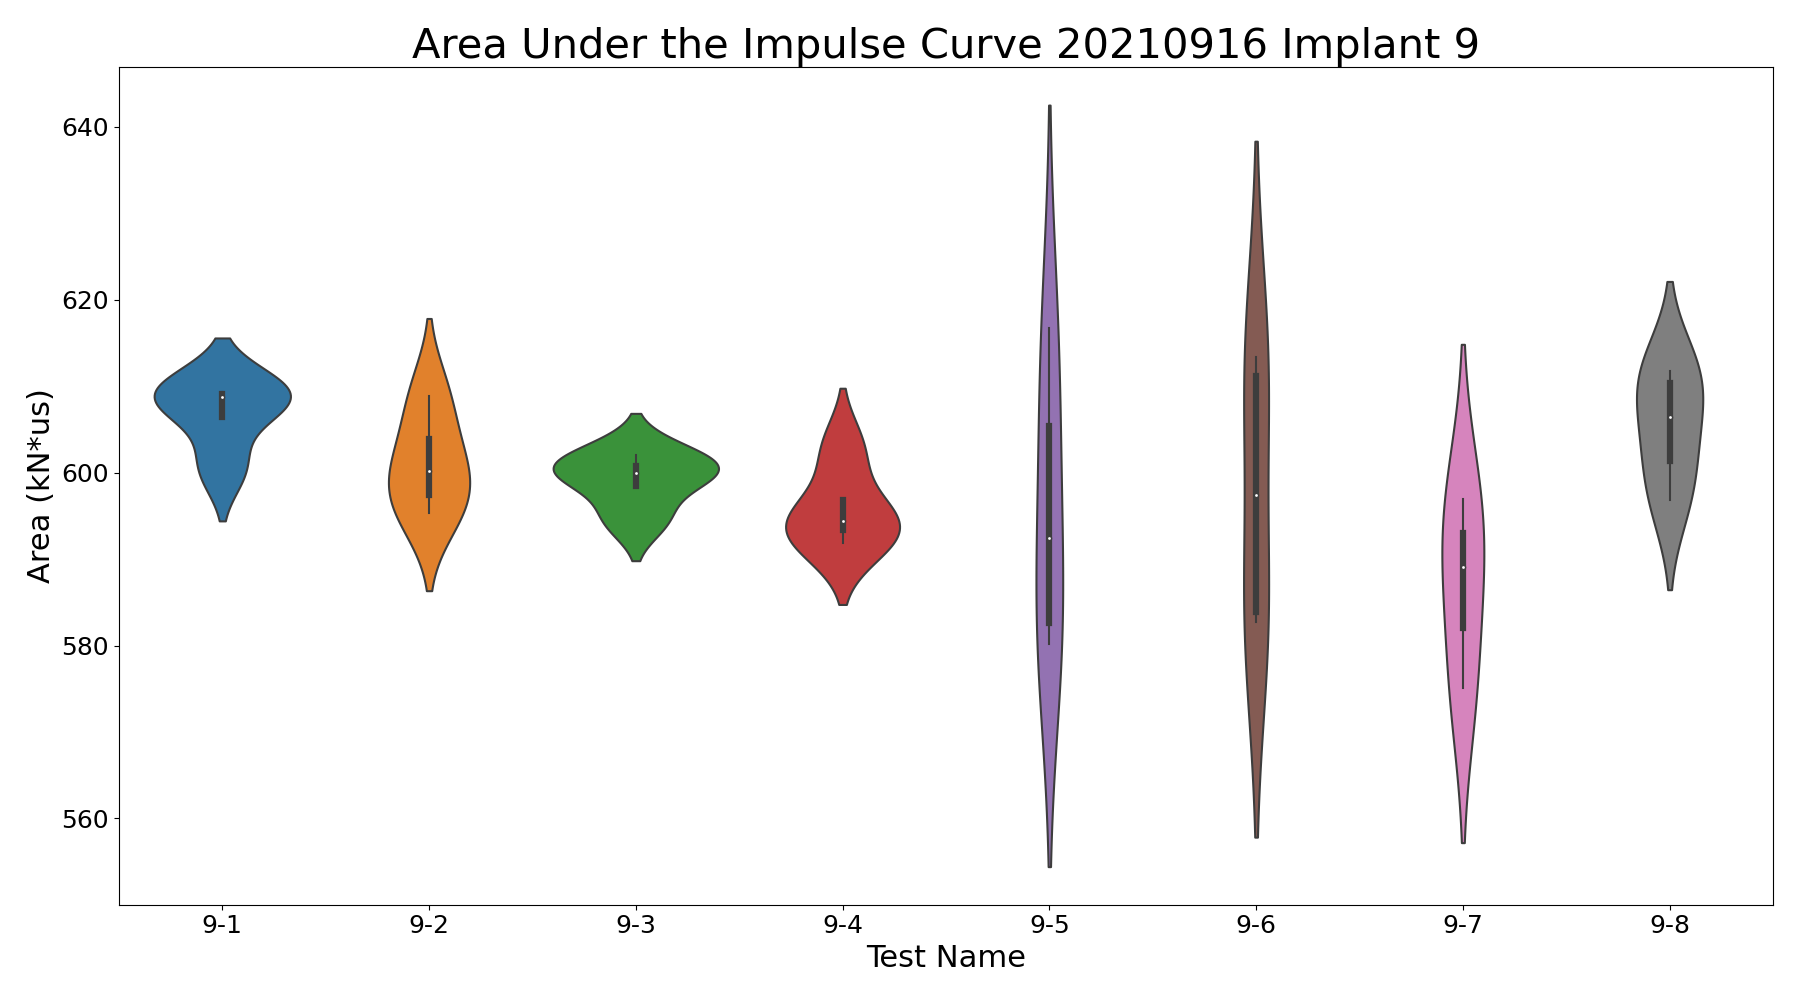 Area Under the Impulse Curve 20210916 Implant 9
Area (kN*us)
640
620
600
580
560
9-1 9-2 9-3 9-4 9-5 9-6 9-7 9-8
Test Name